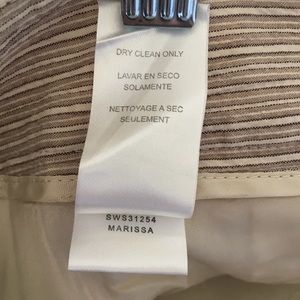 DRY CLEAN ONLY
LAVAR EN SECO
SOLAMENTE
NETTOYAGE A SEC
SEULEMENT
SWS31254
MARISSA